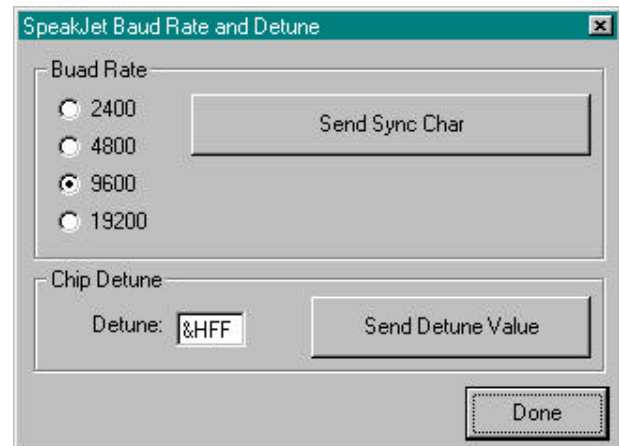 SpeakJet Baud Rate and Detune
Buad Rate
2400
Send Sync Char
4800
9600
19200
Chip Detune
Detune: &HFF
Send Detune Value
Done